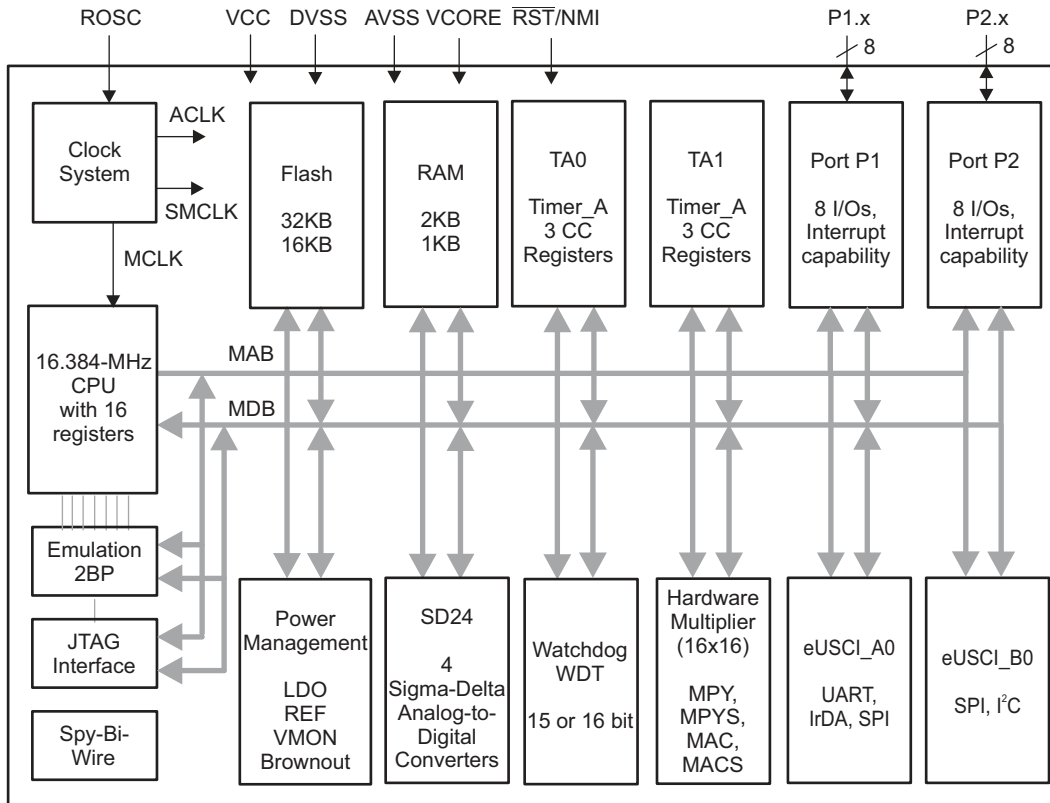 ROSC
VCC
DVSS
AVSS
VCORE
RST/NMI
P1.x
P2.x
8
8
Clock
System
ACLK
SMCLK
MCLK
Flash
32KB
16KB
RAM
2KB
1KB
TA0
Timer_A
3 CC
Registers
TA1
Timer_A
3 CC
Registers
Port P1
8 I/Os,
Interrupt
capability
Port P2
8 I/Os,
Interrupt
capability
16.384-MHz
CPU
with 16
registers
MAB
MDB
Emulation
2BP
JTAG
Interface
Spy-Bi-
Wire
Power
Management
LDO
REF
VMON
Brownout
SD24
4
Sigma-Delta
Analog-to-
Digital
Converters
Watchdog
WDT
15 or 16 bit
Hardware
Multiplier
(16x16)
MPY,
MPYS,
MAC,
MACS
eUSCI_A0
UART,
IrDA, SPI
eUSCI_B0
SPI, I²C